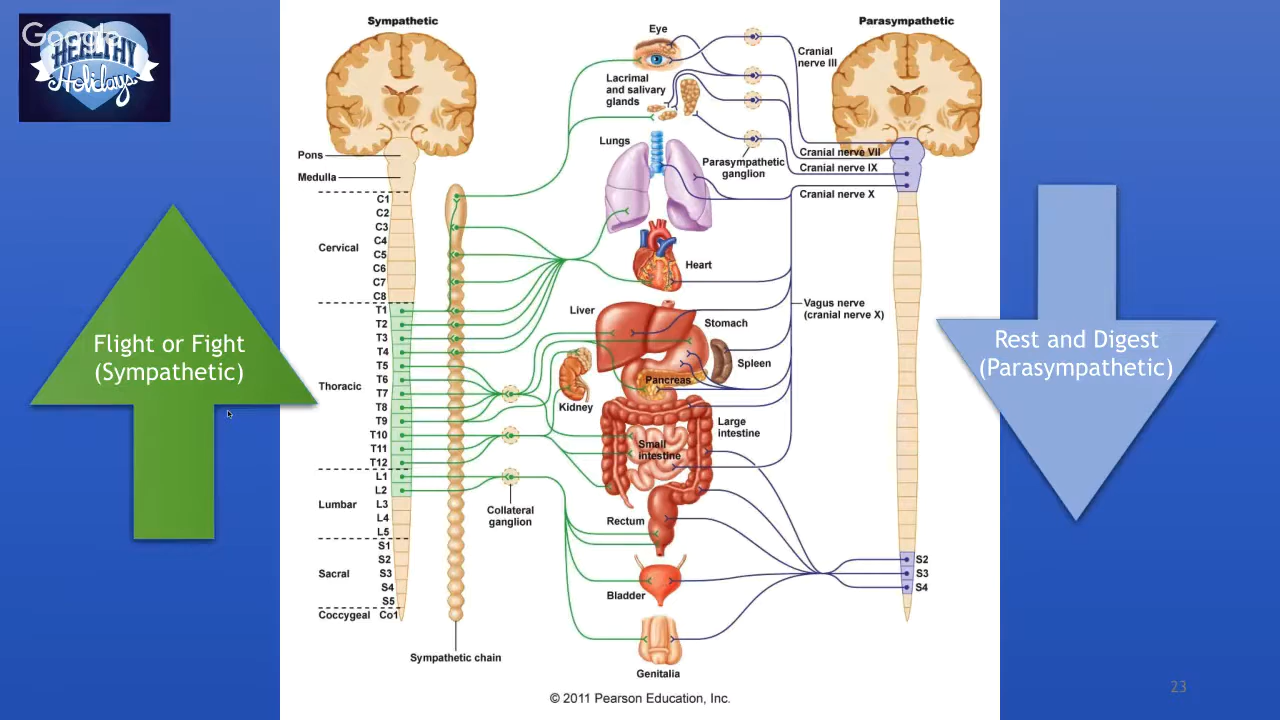 Google
HEALTHY
Holidays
Sympathetic
Parasympathetic
Eye
Cranial
nerve III
Lacrimal
and salivary
glands
Lungs
Pons
Medulla
Parasympathetic
ganglion
Cranial nerve VII
Cranial nerve IX
Cranial nerve X
C1
C2
C3
Cervical
C4
C5
C6
C7
C8
Heart
T1
T2
T3
T4
T5
T6
Thoracic
T7
T8
T9
T10
T11
T12
Liver
Stomach
Spleen
Pancreas
Kidney
Vagus nerve
(cranial nerve X)
Large
intestine
Small
intestine
Flight or Fight
(Sympathetic)
Rest and Digest
(Parasympathetic)
L1
L2
Lumbar
L3
L4
L5
Collateral
ganglion
Rectum
S1
S2
Sacral
S3
S4
S5
Coccygeal Co1
Bladder
S2
S3
S4
Sympathetic chain
Genitalia
© 2011 Pearson Education, Inc.
23